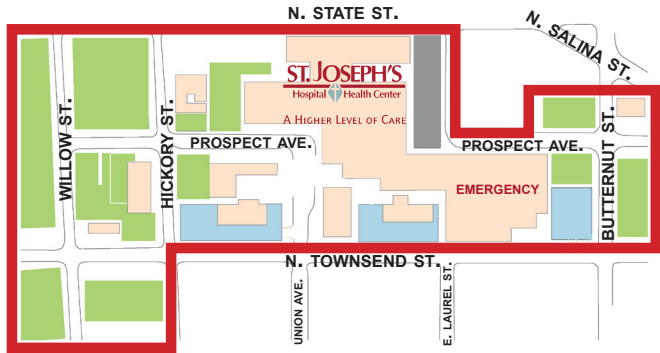 N. STATE ST.
N. SALINA ST.
ST. JOSEPH'S
Hospital Health Center
A HIGHER LEVEL OF CARE
WILLOW ST.
HICKORY ST.
PROSPECT AVE.
PROSPECT AVE.
BUTTERNUT ST.
EMERGENCY
N. TOWNSEND ST.
UNION AVE.
E. LAUREL ST.